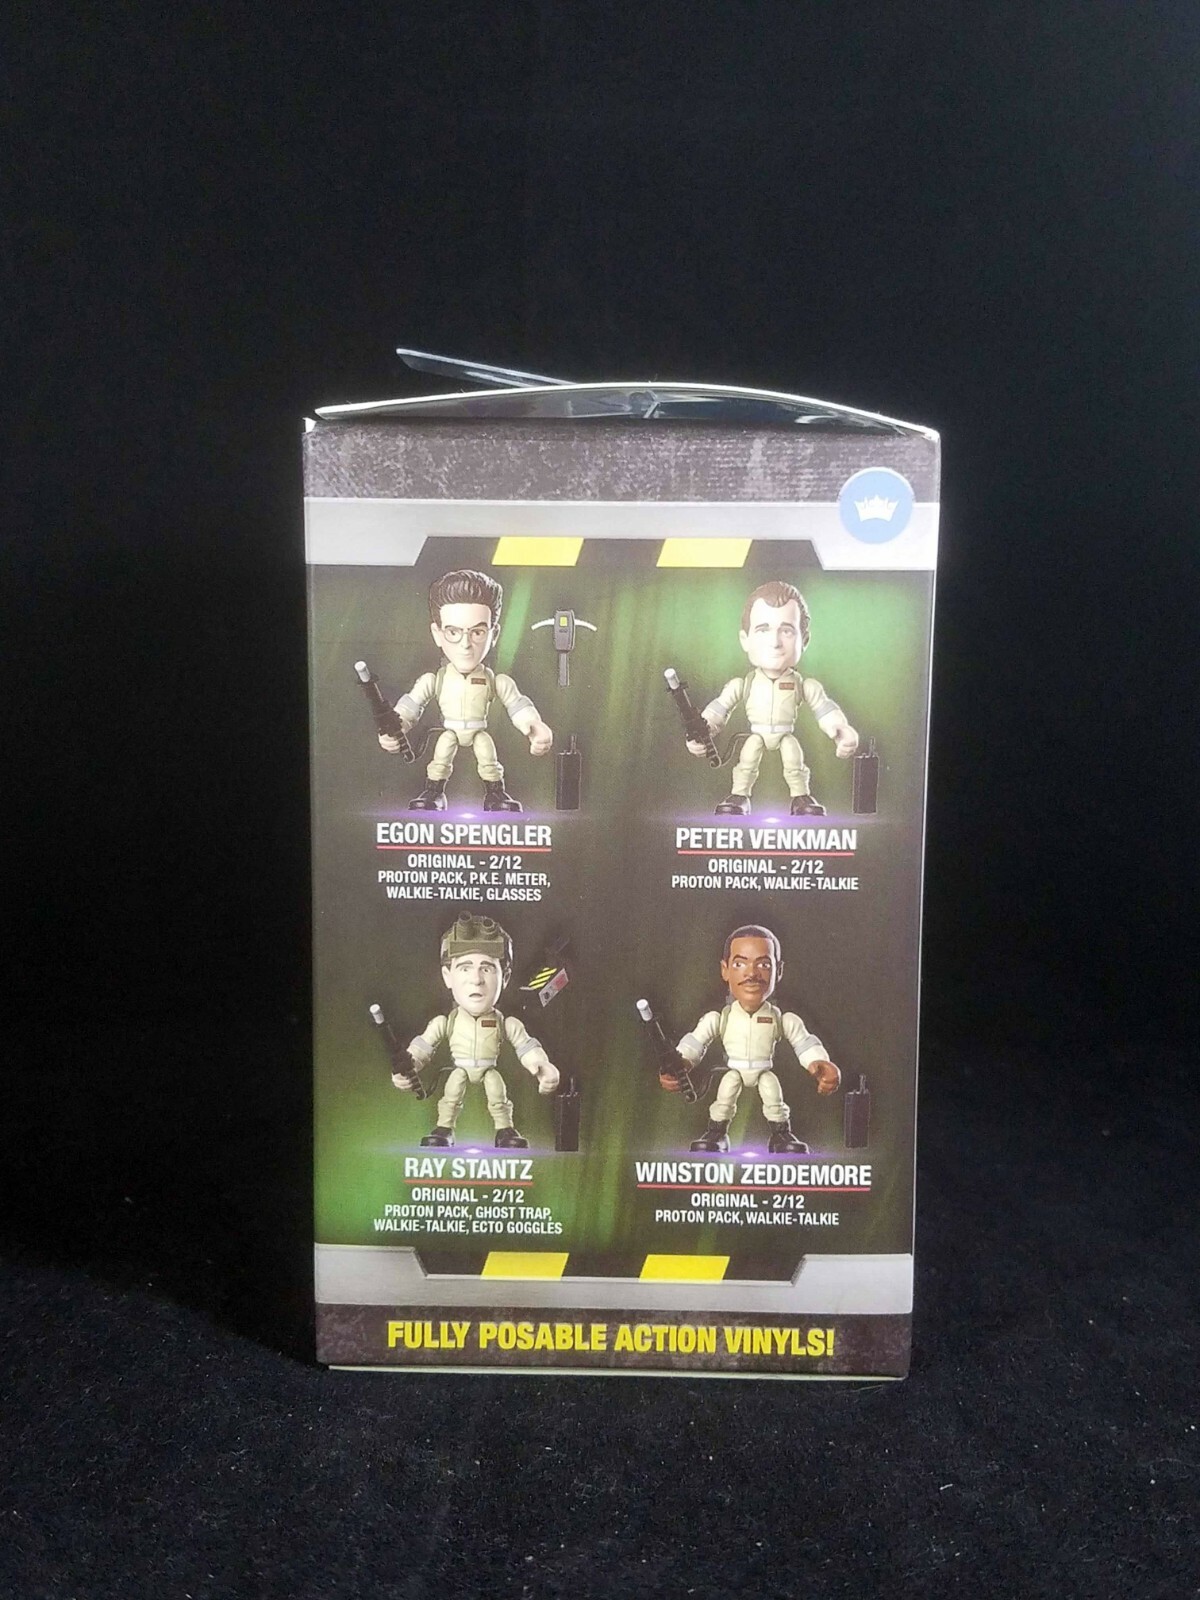 EGON SPENGLER
ORIGINAL - 2/12
PROTON PACK, P.K.E. METER,
WALKIE-TALKIE, GLASSES
PETER VENKMAN
ORIGINAL - 2/12
PROTON PACK, WALKIE-TALKIE
RAY STANTZ
ORIGINAL - 2/12
PROTON PACK, GHOST TRAP,
WALKIE-TALKIE, ECTO GOGGLES
WINSTON ZEDDEMORE
ORIGINAL - 2/12
PROTON PACK, WALKIE-TALKIE
FULLY POSABLE ACTION VINYLS!